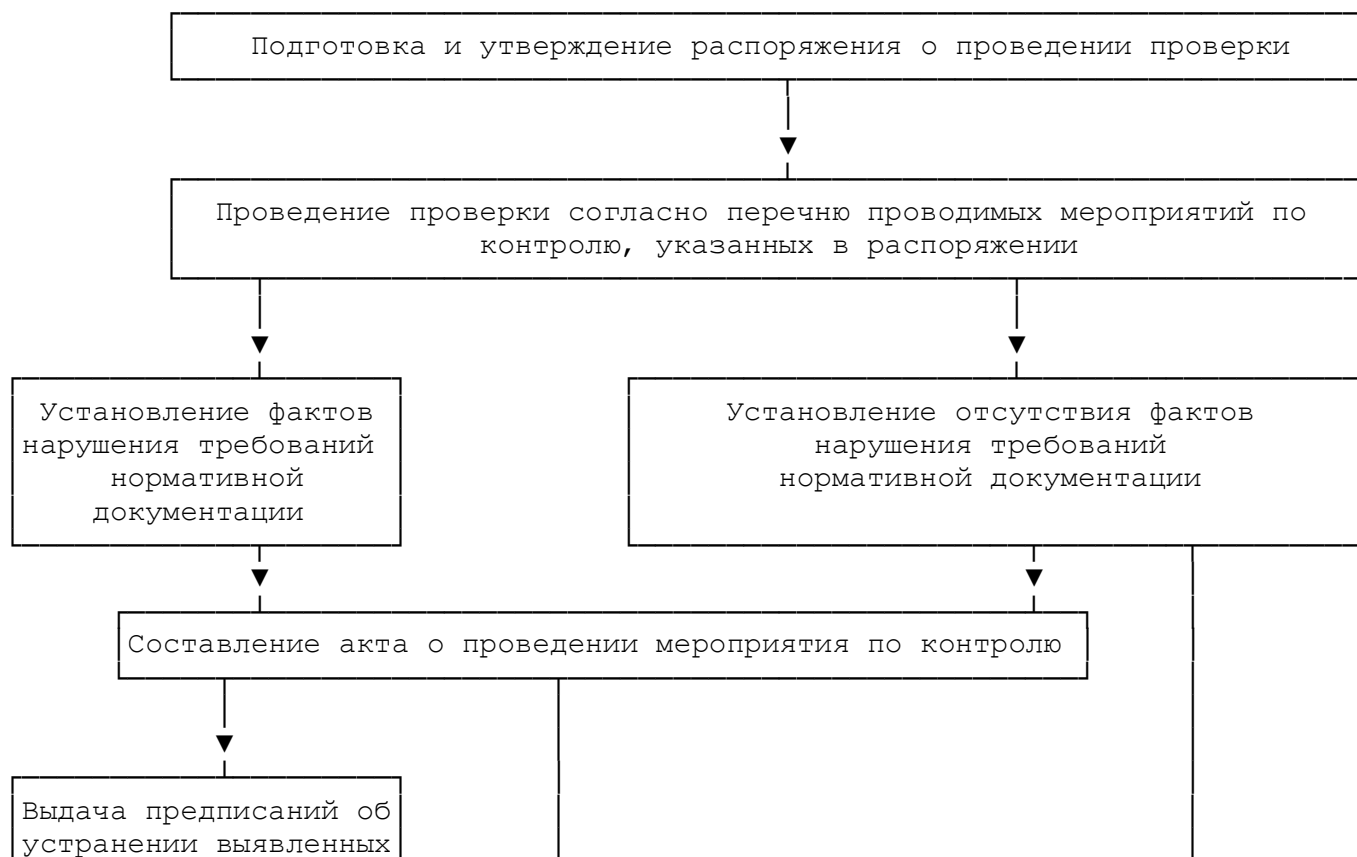 Подготовка и утверждение распоряжения о проведении проверки
Проведение проверки согласно перечню проводимых мероприятий по
контролю, указанных в распоряжении
Установление фактов
нарушения требований
нормативной
документации
Установление отсутствия фактов
нарушения требований
нормативной документации
Составление акта о проведении мероприятия по контролю
Выдача предписаний об
устранении выявленных